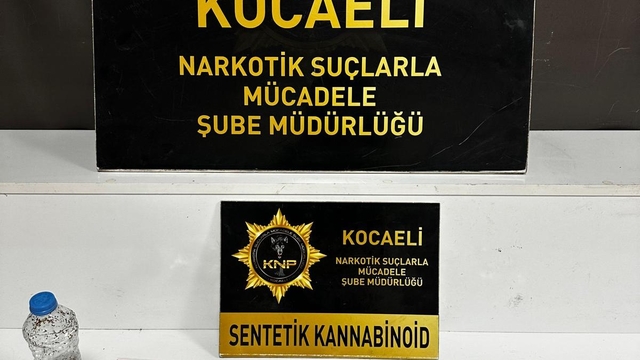 KOCAELİ
NARKOTİK SUÇLARLA
MÜCADELE
ŞUBE MÜDÜRLÜĞÜ
KNP
KOCAELİ
NARKOTİK SUÇLARLA
MÜCADELE
ŞUBE MÜDÜRLÜĞÜ
SENTETİK KANNABİNOİD